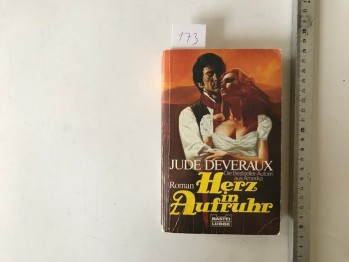 173
JUDE DEVERAUX
Die Bestseller-Autorin
aus Amerika
Roman
Herz
in
Aufruhr
BASTEI
LÜBBE